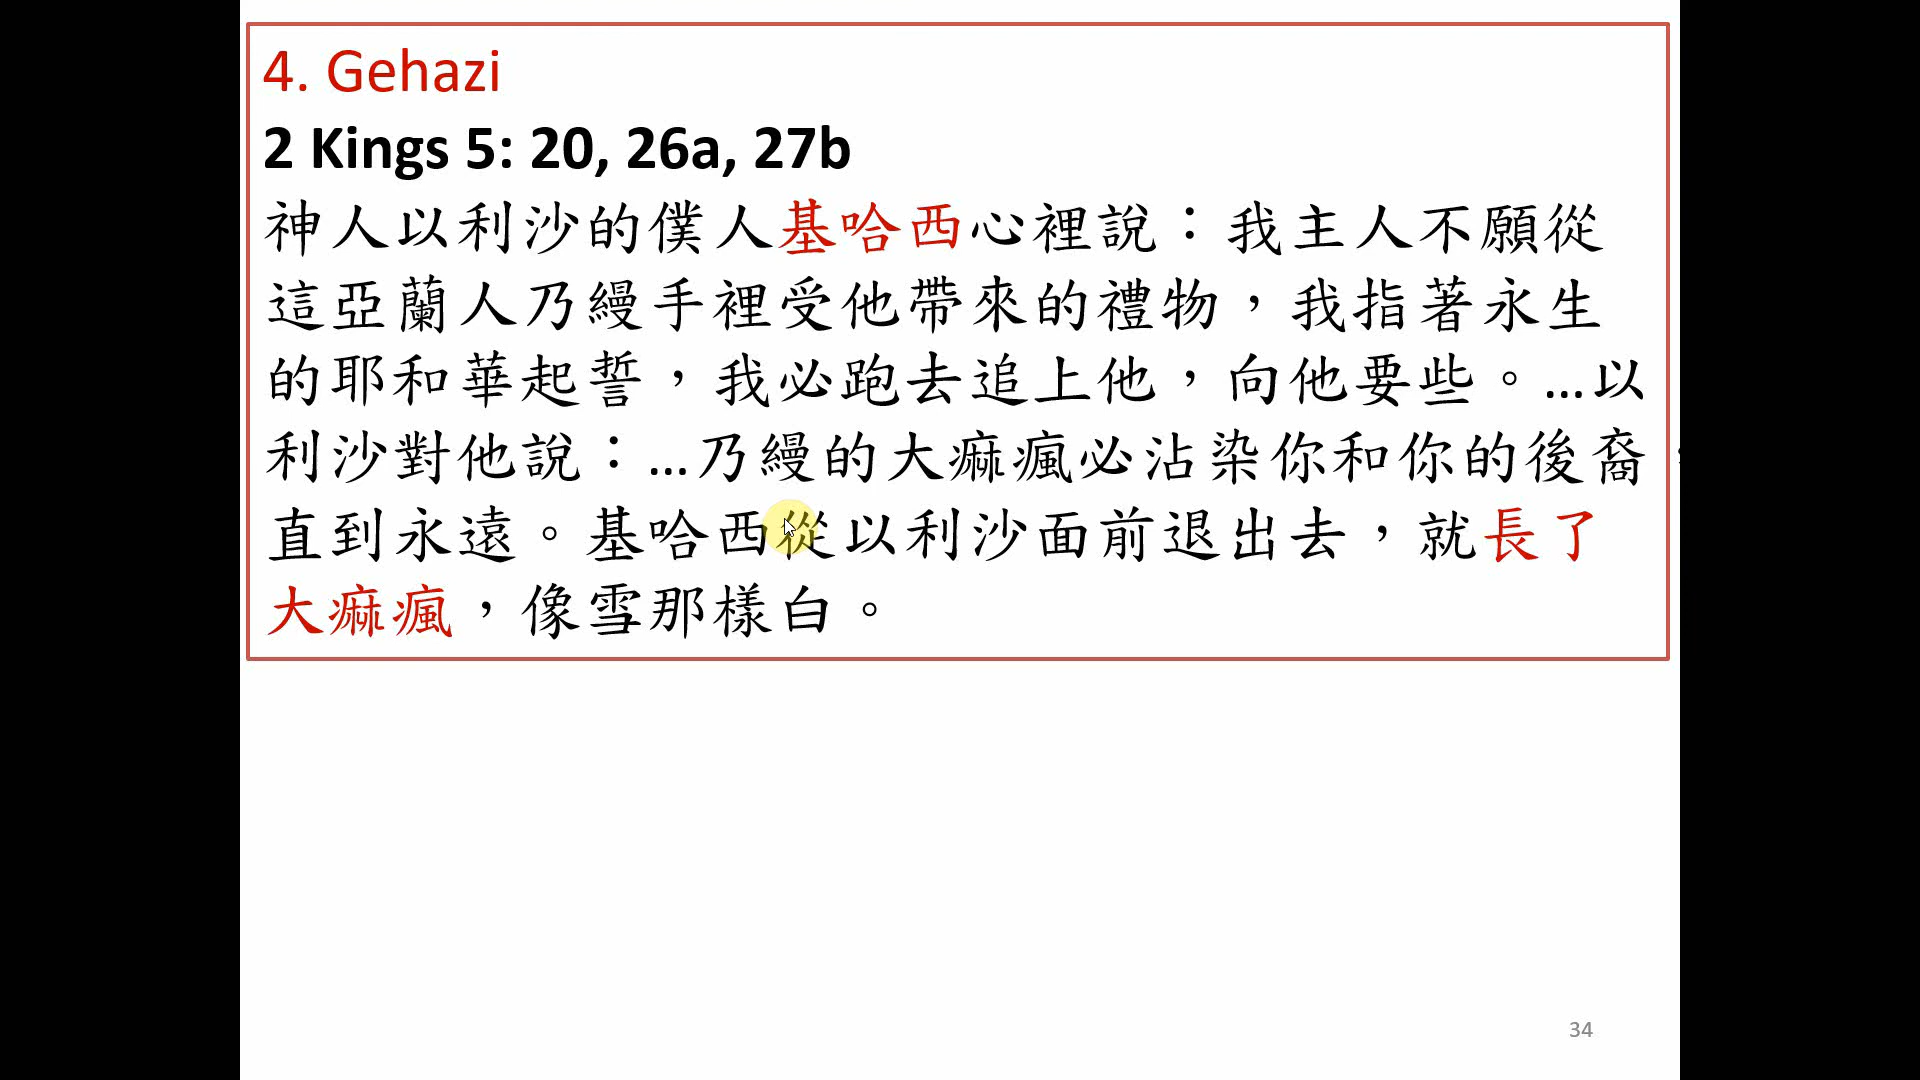 4. Gehazi
2 Kings 5: 20, 26a, 27b
神人以利沙的僕人基哈西心裡說：我主人不願從
這亞蘭人乃縵手裡受他帶來的禮物，我指著永生
的耶和華起誓，我必跑去追上他，向他要些。…以
利沙對他說：…乃縵的大痲瘋必沾染你和你的後裔，
直到永遠。基哈西從以利沙面前退出去，就長了
大痲瘋，像雪那樣白。
34